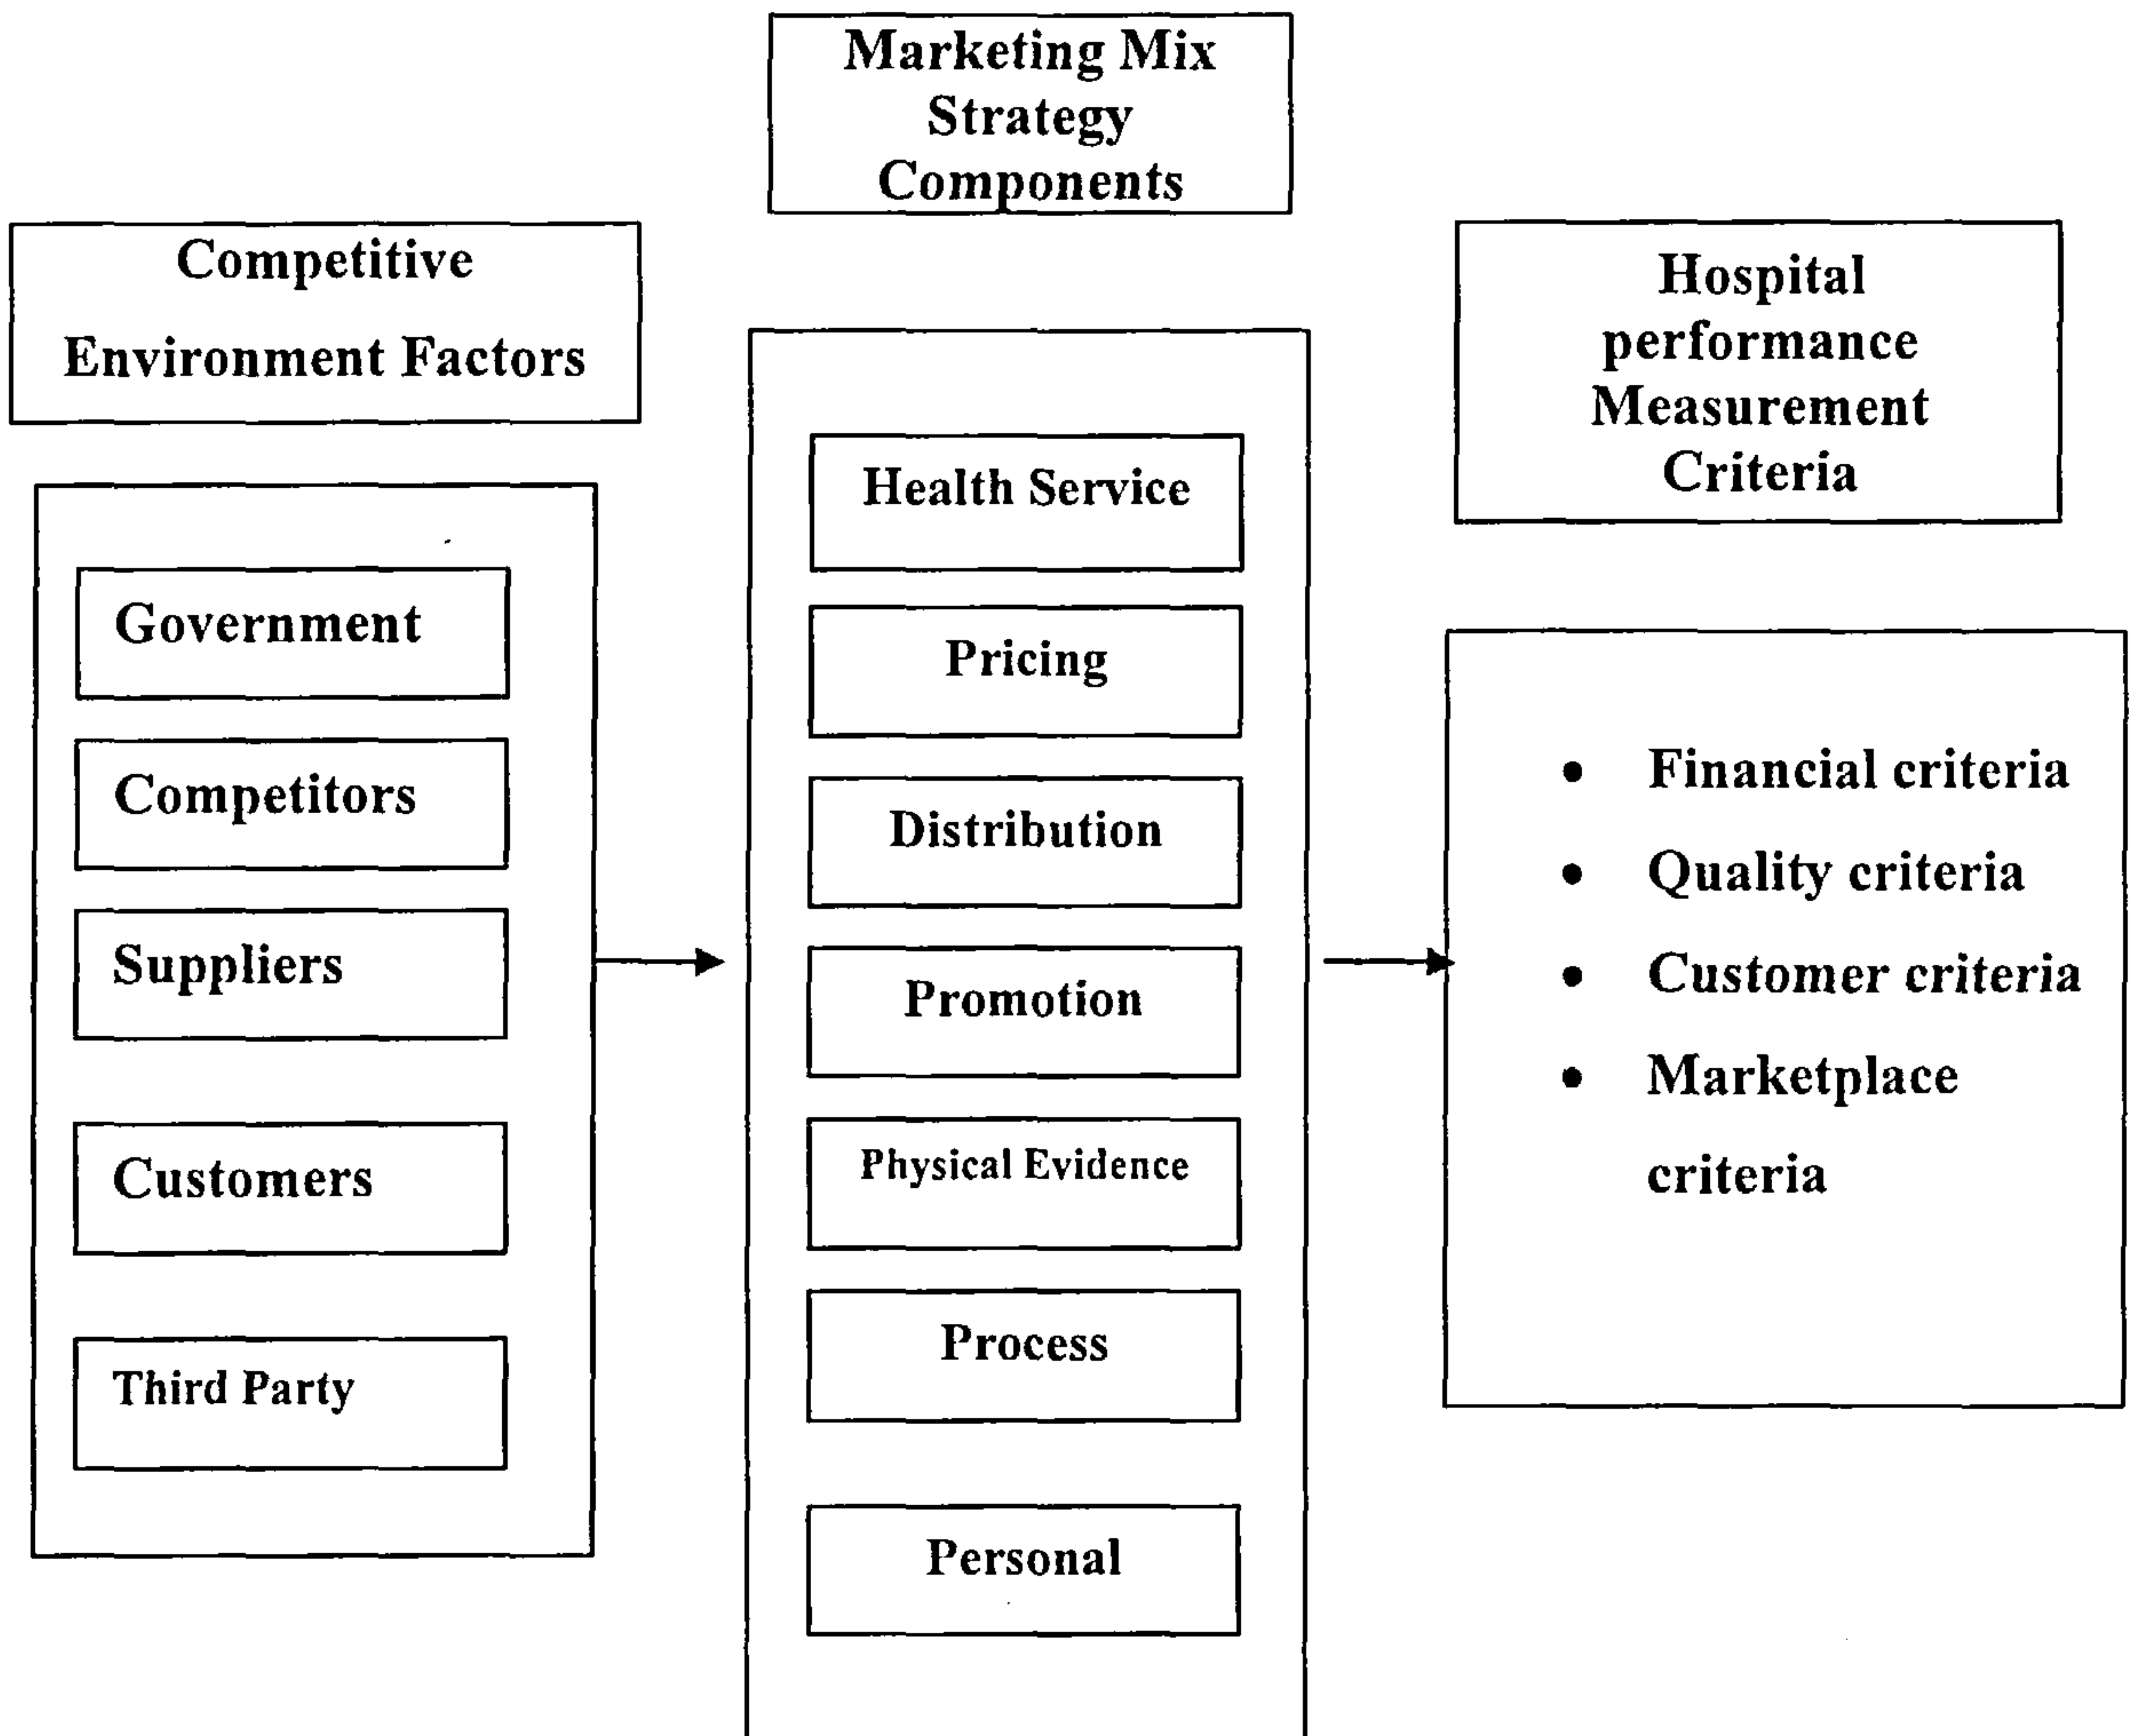 Marketing Mix
Strategy
Components
Competitive
Environment Factors
Hospital
performance
Measurement
Criteria
Government
Competitors
Suppliers
Customers
Third Party
Health Service
Pricing
Distribution
Promotion
Physical Evidence
Process
Personal
• Financial criteria
• Quality criteria
• Customer criteria
• Marketplace
criteria